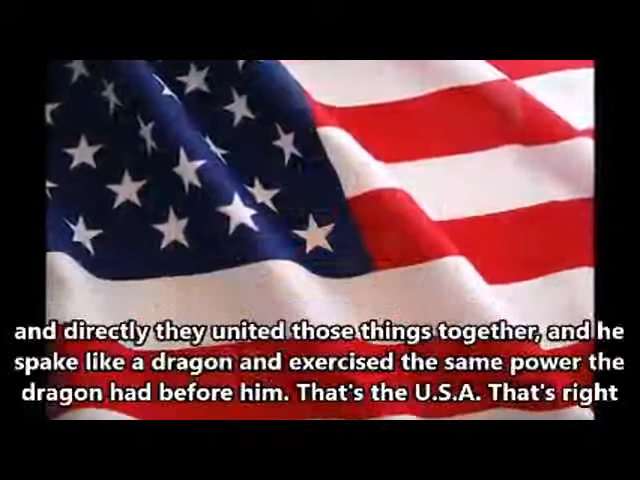 and directly they united those things together, and he
spake like a dragon and exercised the same power the
dragon had before him. That's the U.S.A. That's right